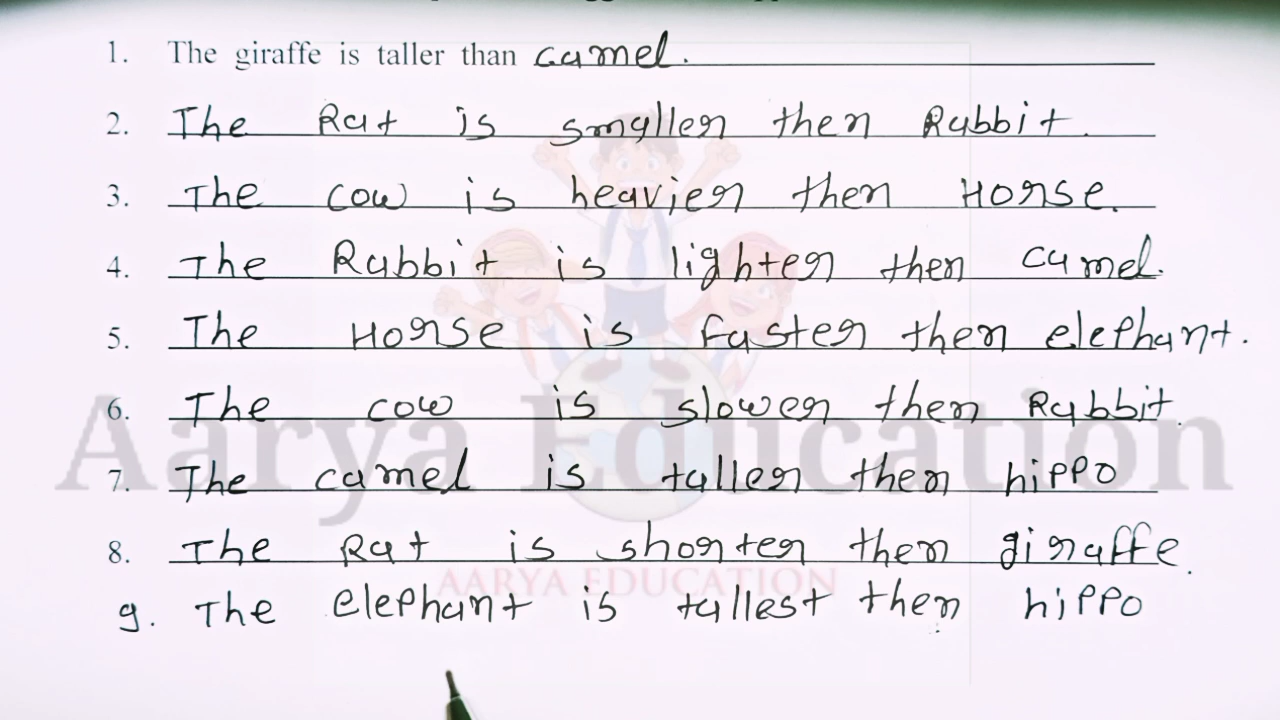 1. The giraffe is taller than camel.
2. The Rat is smaller then Rabbit.
3. The cow is heavier then Horse.
4. The Rabbit is lighter then camel.
5. The Horse is faster then elephant.
6. The cow is slower then Rabbit.
7. The camel is taller then hippo
8. The Rat is shorter then giraffe.
9. The elephant is tallest then hippo
Aarya Education
AARYA EDUCATION